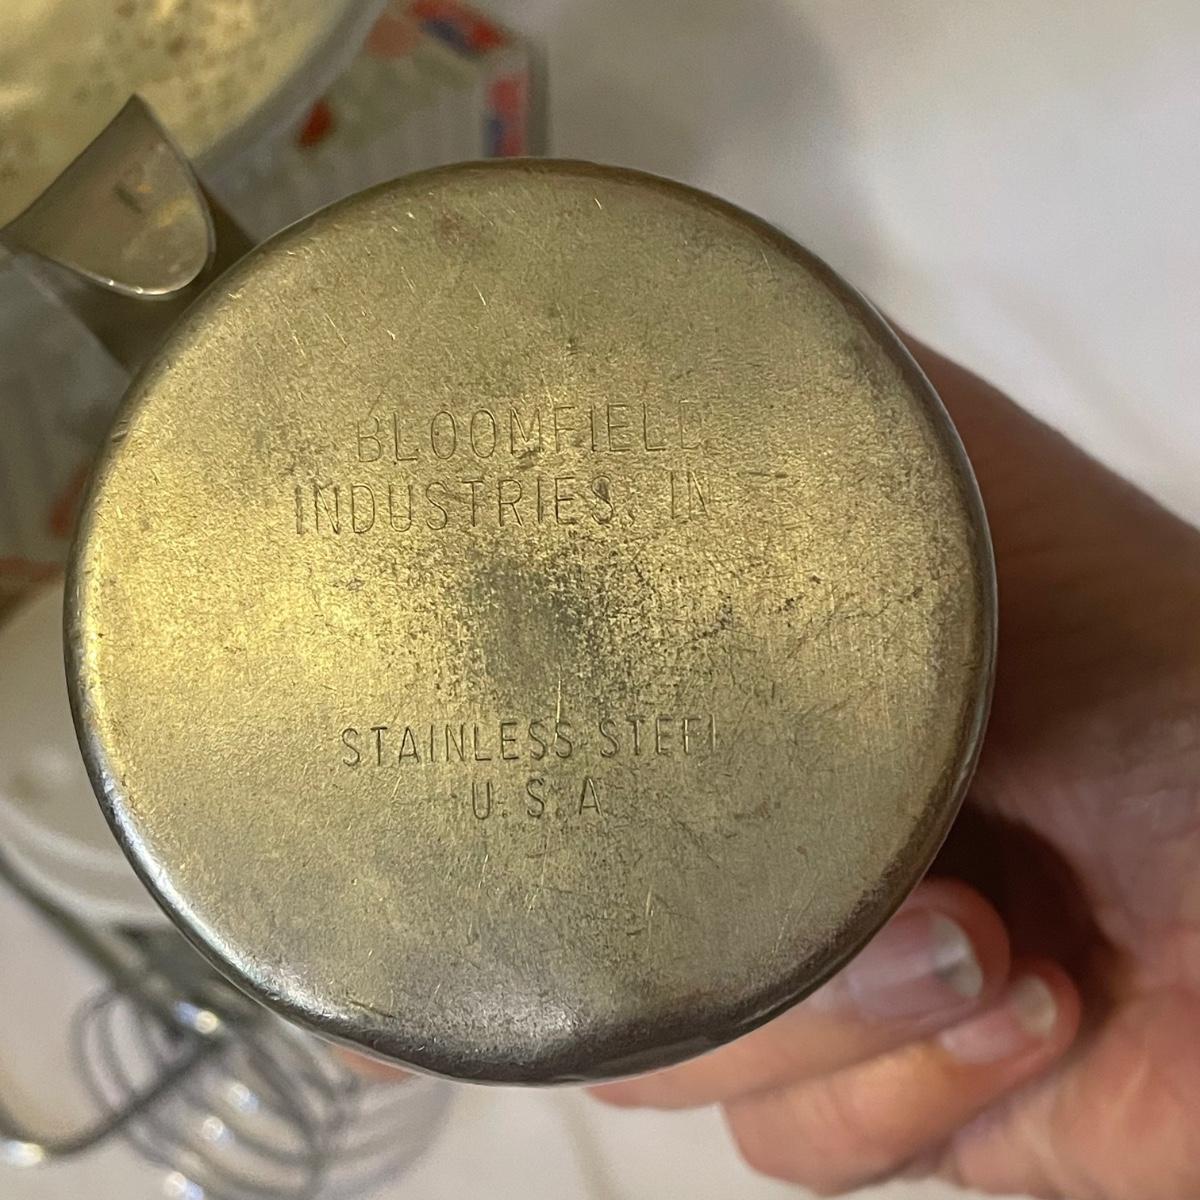 BLOOMFIELD
INDUSTRIES, IN
STAINLESS STEEL
U.S.A